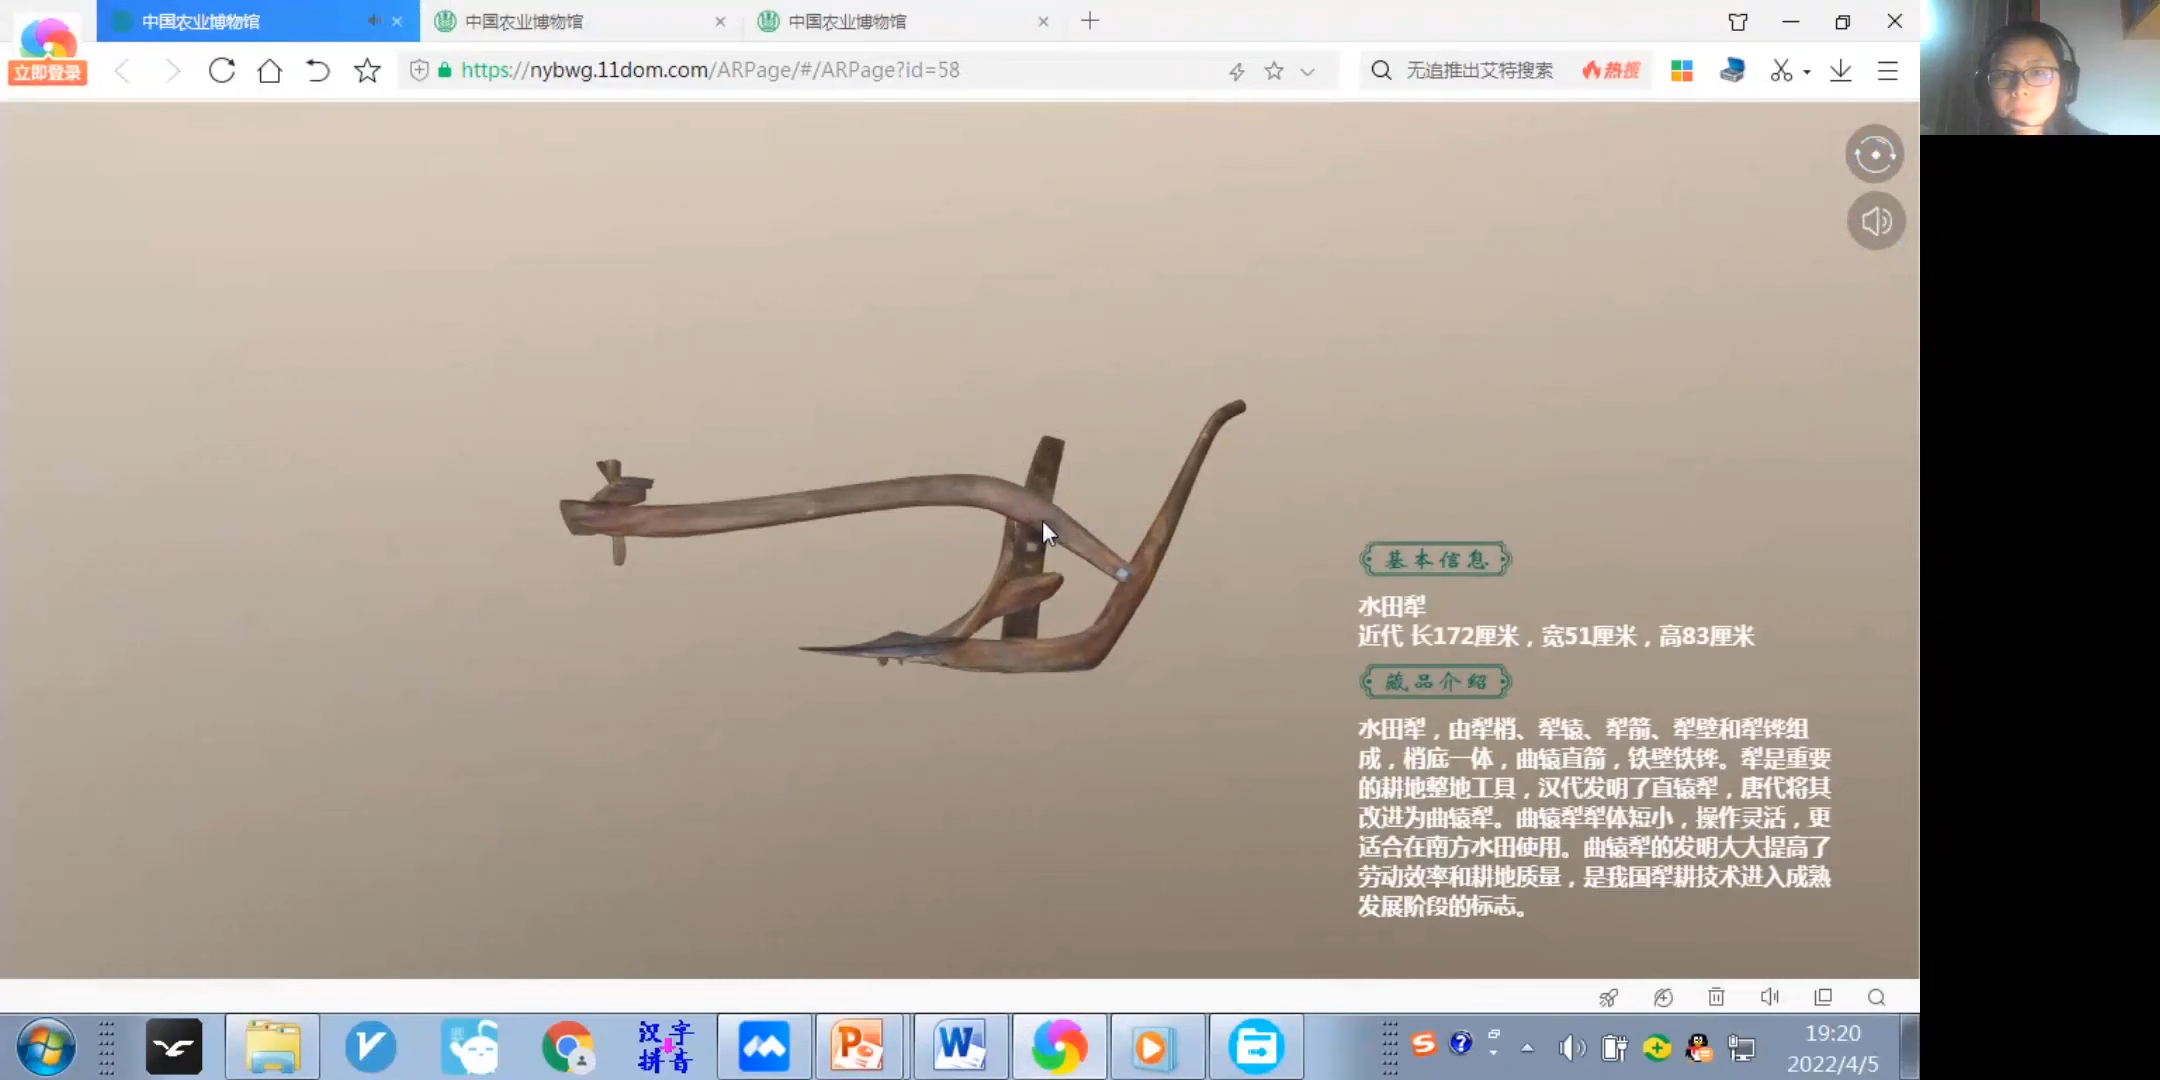 中国农业博物馆
中国农业博物馆
中国农业博物馆
立即登录
https://nybwg.11dom.com/ARPage/#/ARPage?id=58
无追推出艾特搜索
热搜
基本信息
水田犁
近代 长172厘米，宽51厘米，高83厘米
藏品介绍
水田犁，由犁梢、犁辕、犁箭、犁壁和犁铧组
成，梢底一体，曲辕直箭，铁壁铁铧。犁是重要
的耕地整地工具，汉代发明了直辕犁，唐代将其
改进为曲辕犁。曲辕犁犁体短小，操作灵活，更
适合在南方水田使用。曲辕犁的发明大大提高了
劳动效率和耕地质量，是我国犁耕技术进入成熟
发展阶段的标志。
汉字
拼音
19:20
2022/4/5